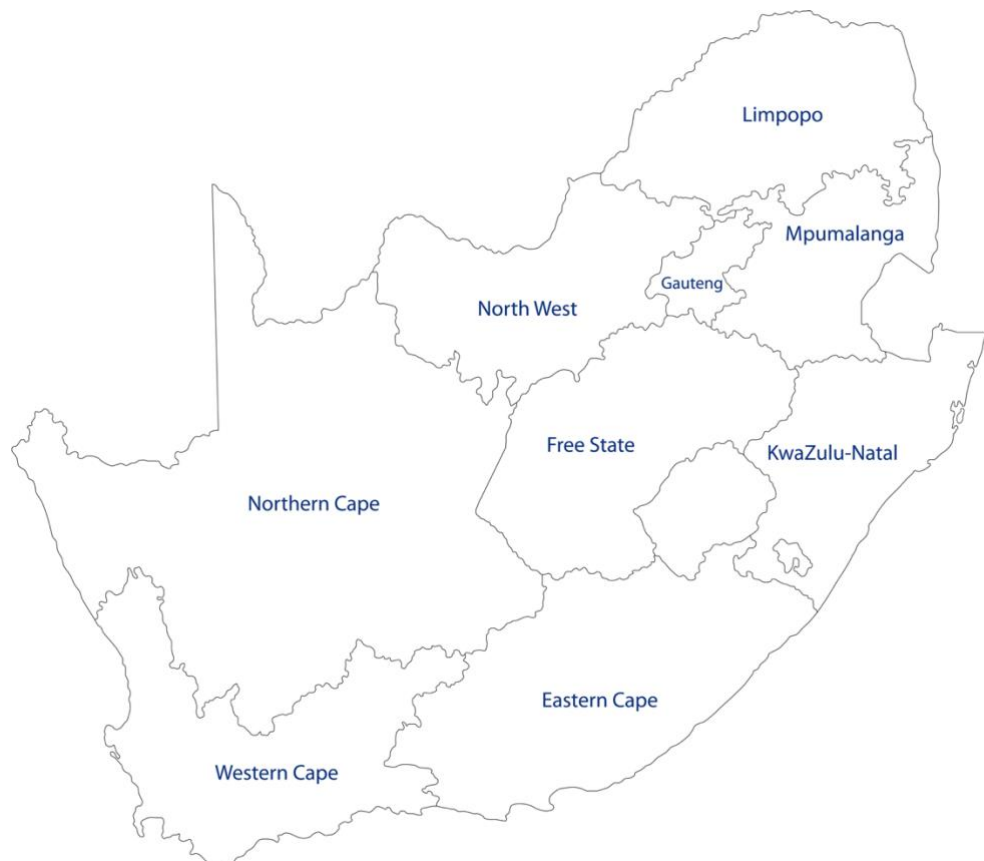 Limpopo
Mpumalanga
Gauteng
North West
Free State
KwaZulu-Natal
Northern Cape
Eastern Cape
Western Cape